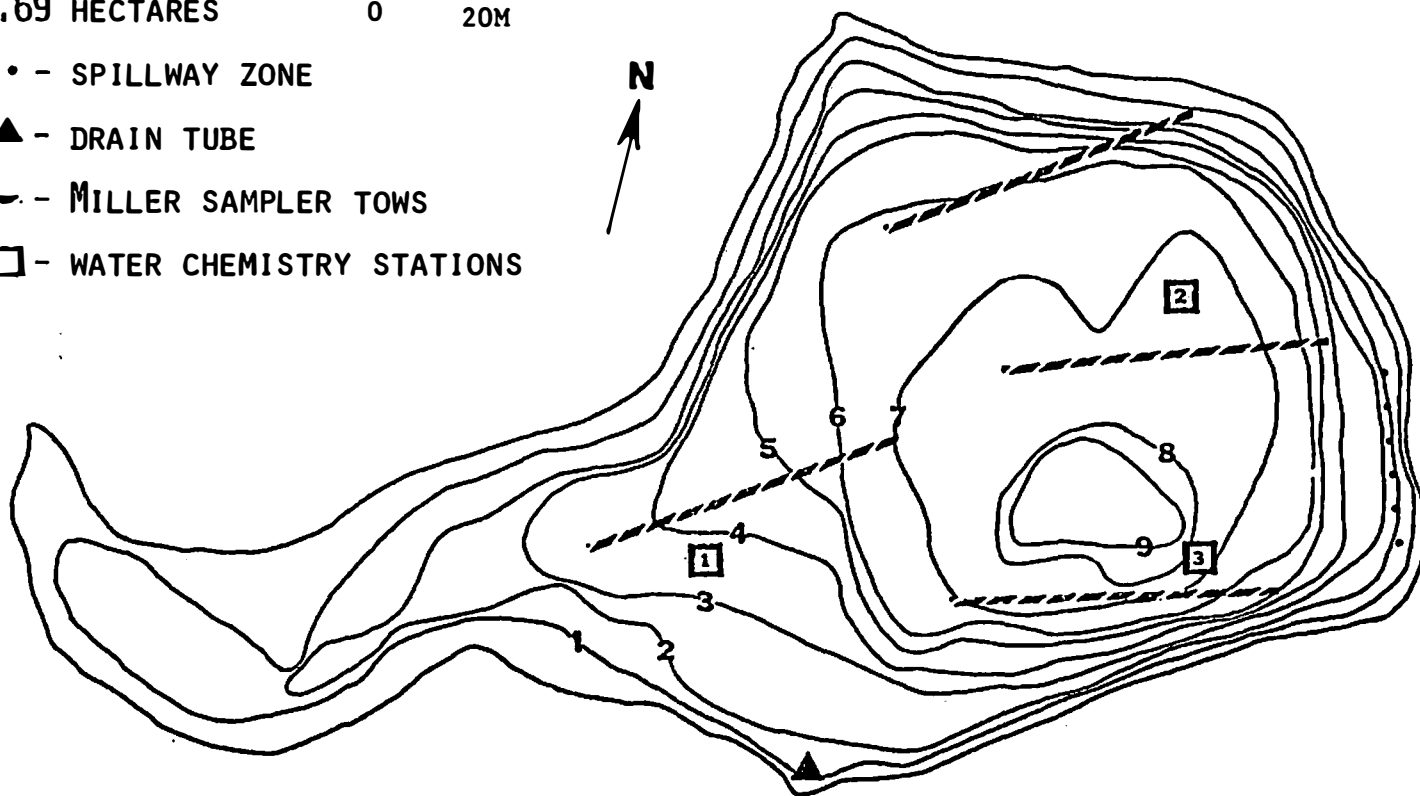 .69 HECTARES 0 20M
• - SPILLWAY ZONE
▲ - DRAIN TUBE
- MILLER SAMPLER TOWS
□ - WATER CHEMISTRY STATIONS
N
2
6
7
5
8
4
9
3
1
3
1
2